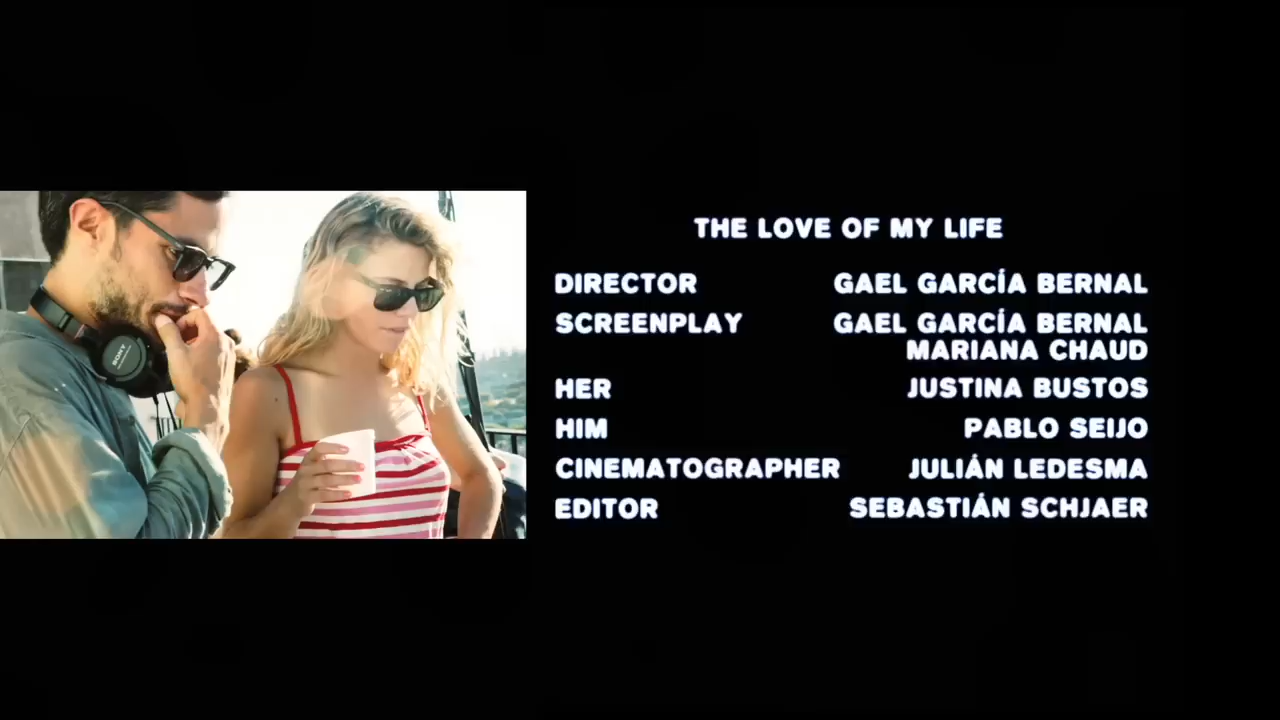 THE LOVE OF MY LIFE
DIRECTOR GAEL GARCÍA BERNAL
SCREENPLAY GAEL GARCÍA BERNAL
MARIANA CHAUD
HER JUSTINA BUSTOS
HIM PABLO SEIJO
CINEMATOGRAPHER JULIÁN LEDESMA
EDITOR SEBASTIÁN SCHJAER
SONY